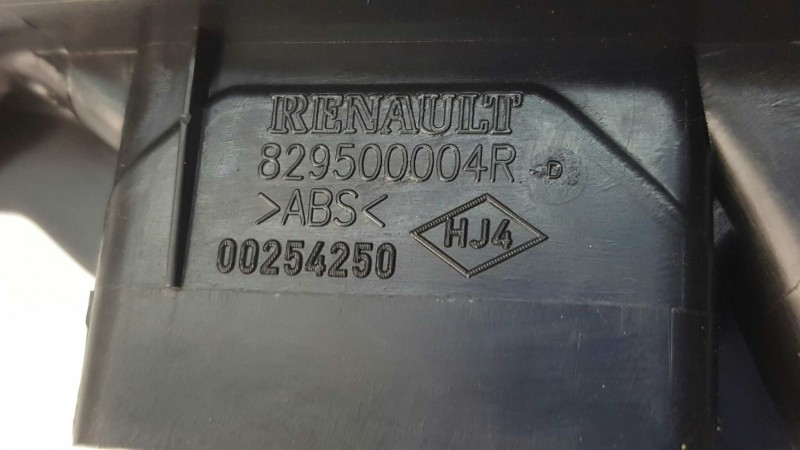 RENAULT
829500004R -D
>ABS<
HJ4
00254250